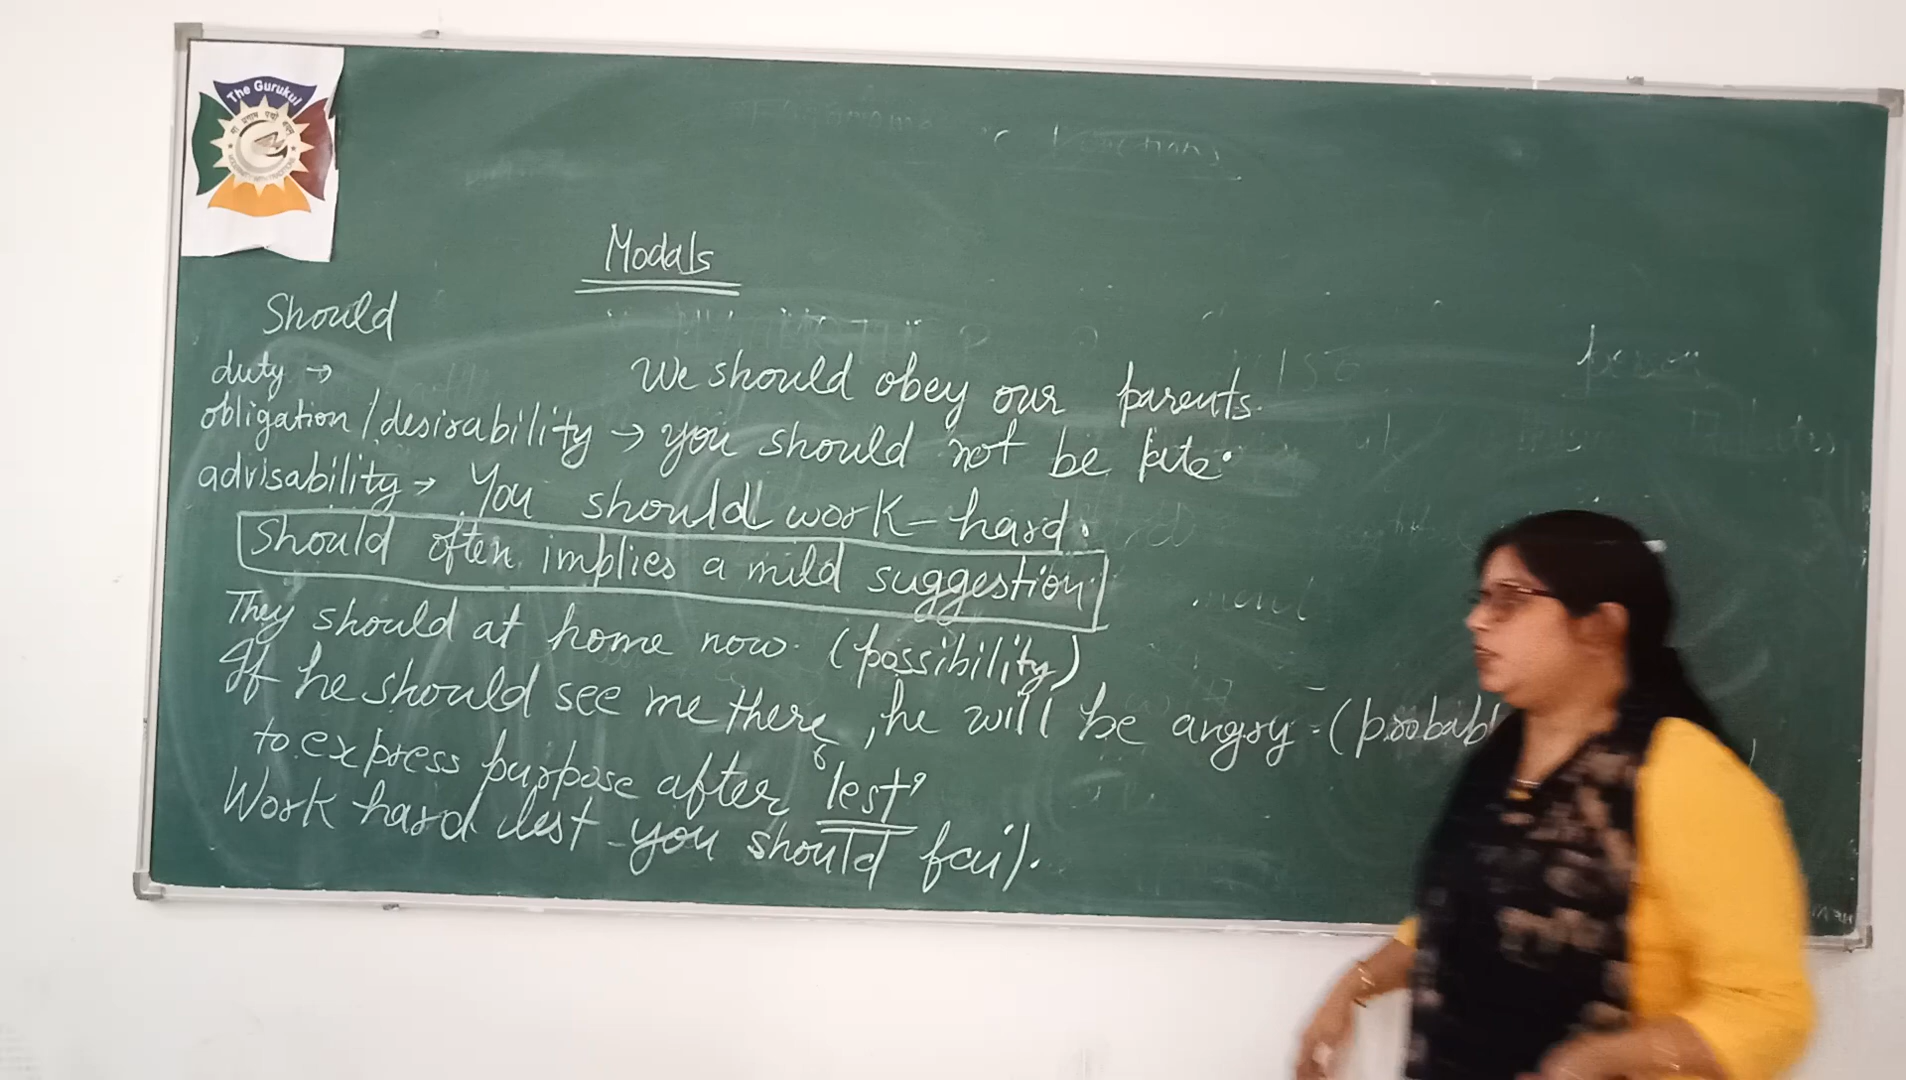 The Gurukul
Modals
Should
duty → We should obey our parents.
obligation / desirability → you should not be late.
advisability → You should work hard.
Should often implies a mild suggestion.
They should at home now. (possibility)
If he should see me there, he will be angry - (probab
to express purpose after 'lest'
Work hard lest you should fail.